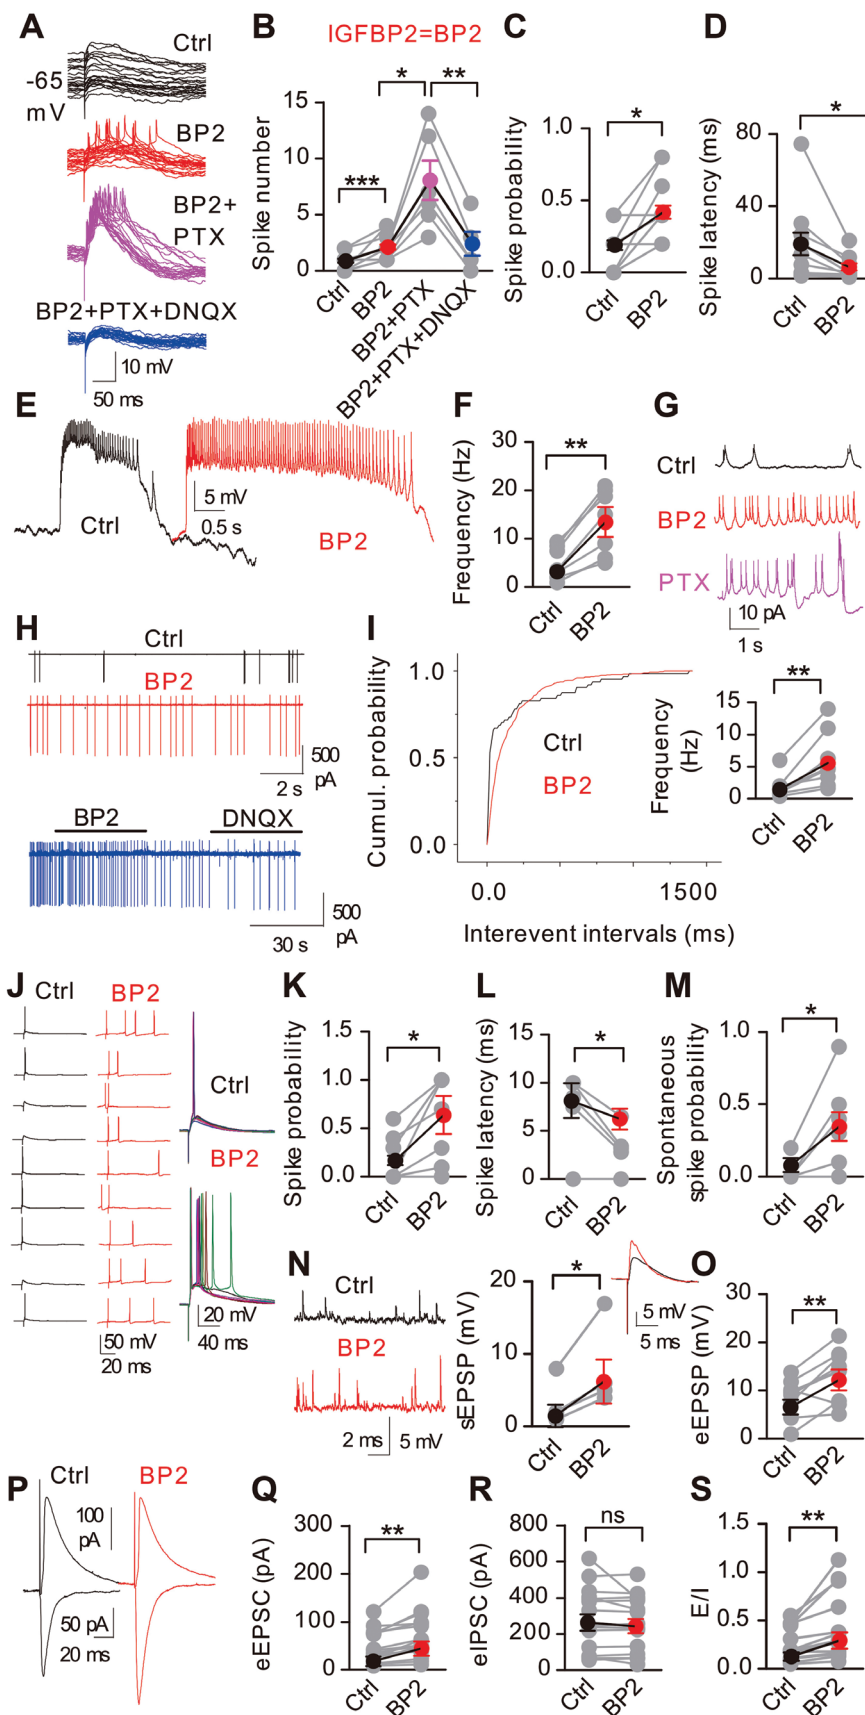 A
Ctrl
-65
mV
BP2
BP2+
PTX
BP2+PTX+DNQX
10 mV
50 ms
B
IGFBP2=BP2
*
**
***
Spike number
15
10
5
0
Ctrl
BP2
BP2+PTX
BP2+PTX+DNQX
C
*
Spike probability
1.0
0.5
0.0
Ctrl
BP2
D
*
Spike latency (ms)
80
40
0
Ctrl
BP2
E
Ctrl
5 mV
0.5 s
BP2
F
**
Frequency (Hz)
30
20
10
0
Ctrl
BP2
G
Ctrl
BP2
PTX
10 pA
1 s
H
Ctrl
BP2
500
pA
2 s
BP2
DNQX
500
pA
30 s
I
Cumul. probability
1.0
0.5
0.0
Ctrl
BP2
0.0
1500
Interevent intervals (ms)
**
Frequency
(Hz)
15
10
5
0
Ctrl
BP2
J
Ctrl
BP2
Ctrl
BP2
50 mV
20 ms
20 mV
40 ms
K
*
Spike probability
1.5
1.0
0.5
0.0
Ctrl
BP2
L
*
Spike latency (ms)
15
10
5
0
Ctrl
BP2
M
*
Spontaneous
spike probability
1.0
0.5
0.0
Ctrl
BP2
N
Ctrl
BP2
2 ms
5 mV
*
sEPSP (mV)
20
10
0
Ctrl
BP2
5 mV
5 ms
O
**
eEPSP (mV)
30
20
10
0
Ctrl
BP2
P
Ctrl
BP2
100
pA
50 pA
20 ms
Q
**
eEPSC (pA)
300
200
100
0
Ctrl
BP2
R
ns
eIPSC (pA)
800
600
400
200
0
Ctrl
BP2
S
**
E/I
1.5
1.0
0.5
0.0
Ctrl
BP2